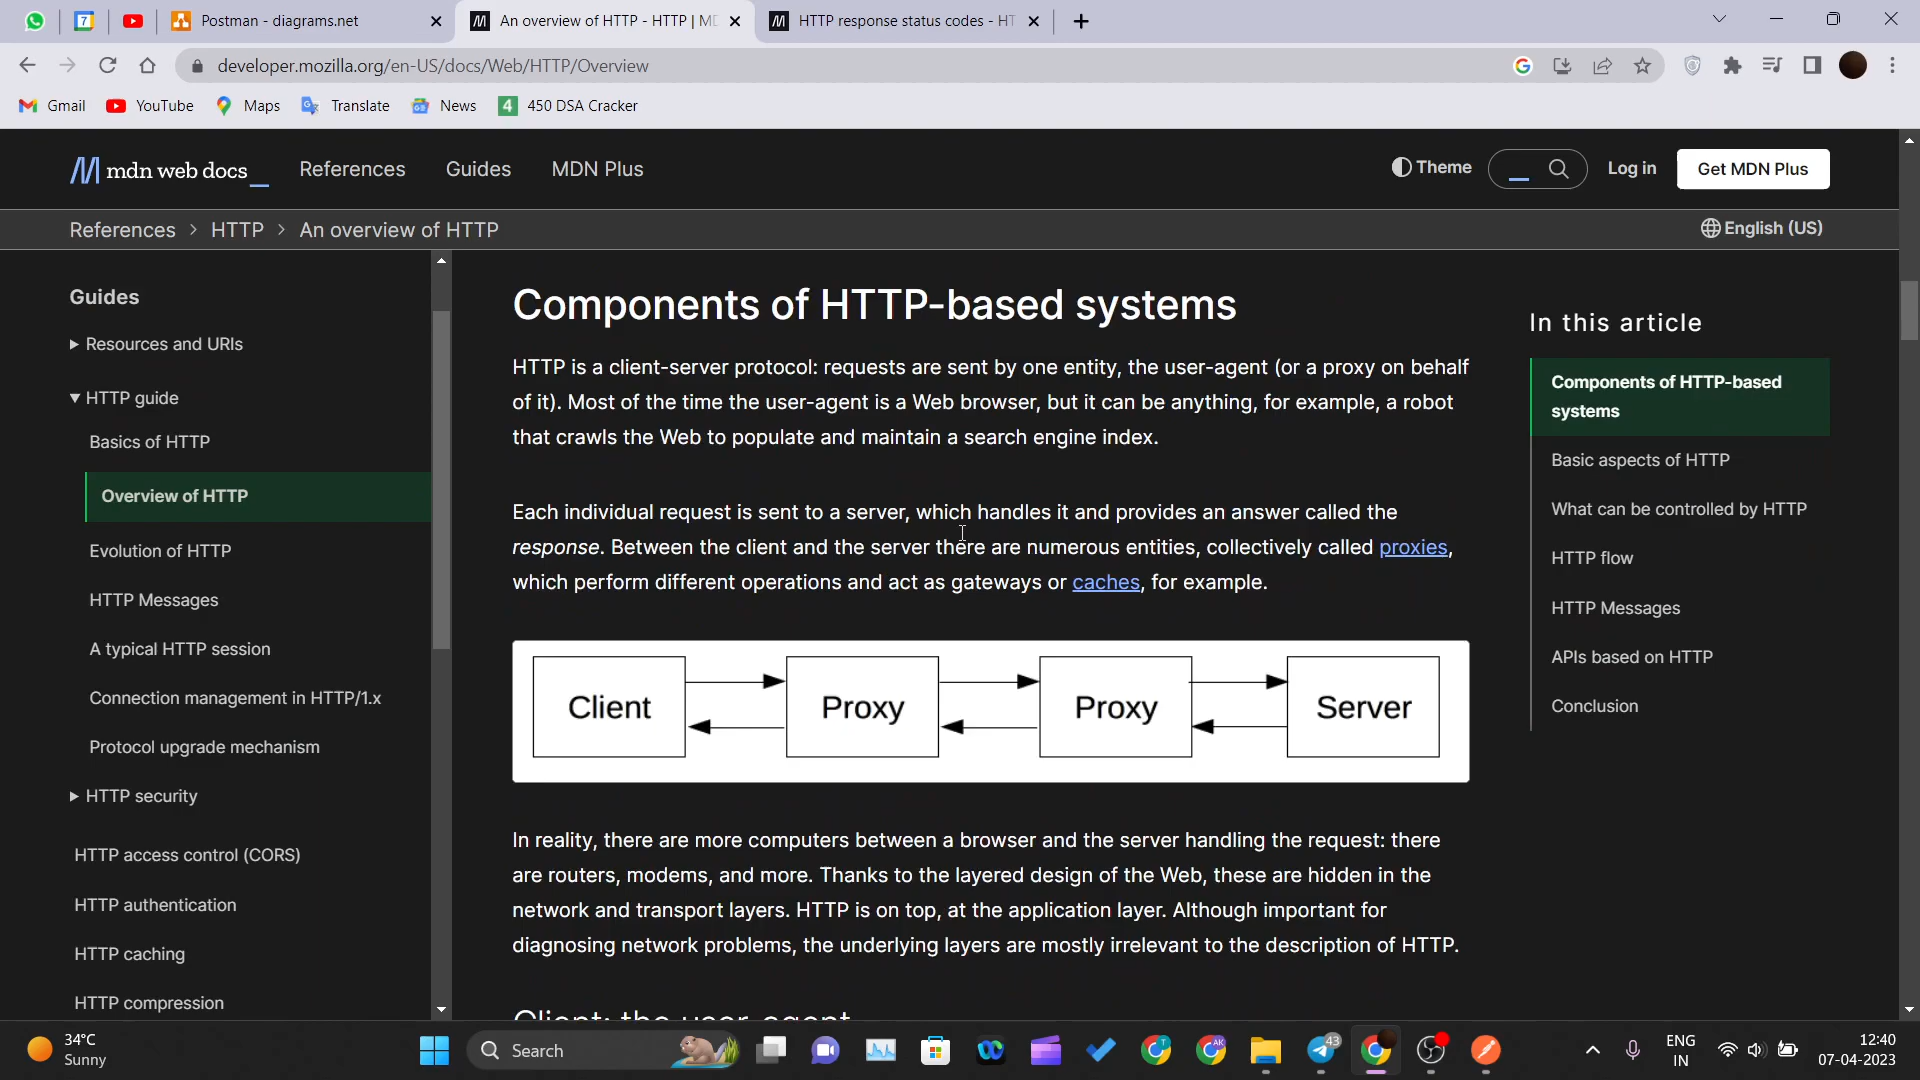 Postman - diagrams.net
An overview of HTTP - HTTP | MD
HTTP response status codes - HT
developer.mozilla.org/en-US/docs/Web/HTTP/Overview
Gmail
YouTube
Maps
Translate
News
4
450 DSA Cracker
mdn web docs_
References
Guides
MDN Plus
Theme
Log in
Get MDN Plus
References > HTTP > An overview of HTTP
English (US)
Guides
Resources and URIs
HTTP guide
Basics of HTTP
Overview of HTTP
Evolution of HTTP
HTTP Messages
A typical HTTP session
Connection management in HTTP/1.x
Protocol upgrade mechanism
HTTP security
HTTP access control (CORS)
HTTP authentication
HTTP caching
HTTP compression
Components of HTTP-based systems
HTTP is a client-server protocol: requests are sent by one entity, the user-agent (or a proxy on behalf
of it). Most of the time the user-agent is a Web browser, but it can be anything, for example, a robot
that crawls the Web to populate and maintain a search engine index.
Each individual request is sent to a server, which handles it and provides an answer called the
response. Between the client and the server there are numerous entities, collectively called proxies,
which perform different operations and act as gateways or caches, for example.
Client
Proxy
Proxy
Server
In reality, there are more computers between a browser and the server handling the request: there
are routers, modems, and more. Thanks to the layered design of the Web, these are hidden in the
network and transport layers. HTTP is on top, at the application layer. Although important for
diagnosing network problems, the underlying layers are mostly irrelevant to the description of HTTP.
Client: the user-agent
In this article
Components of HTTP-based
systems
Basic aspects of HTTP
What can be controlled by HTTP
HTTP flow
HTTP Messages
APIs based on HTTP
Conclusion
34°C
Sunny
Search
43
ENG
IN
12:40
07-04-2023